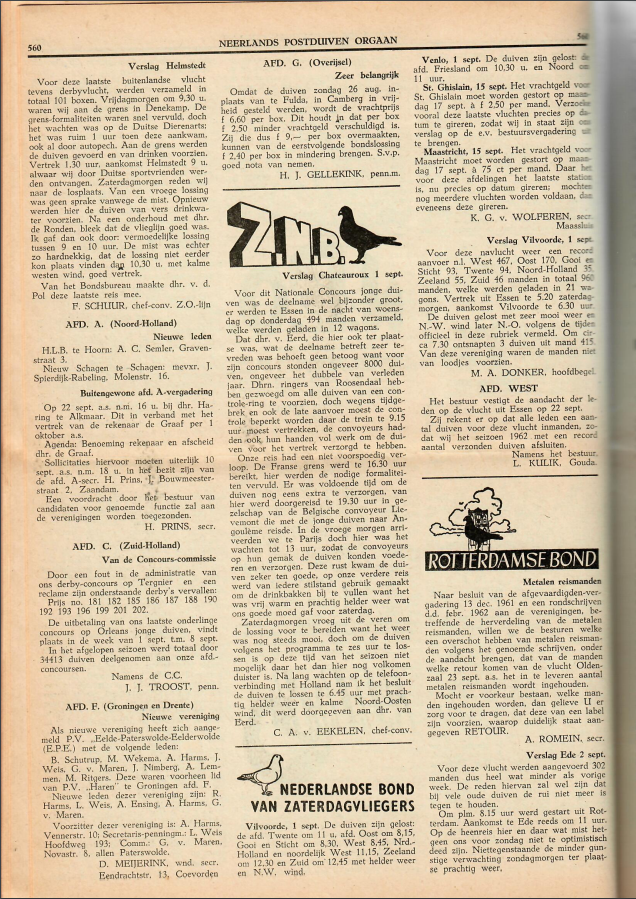 560
NEERLANDS POSTDUIVEN ORGAAN
560
Verslag Helmstedt
Voor deze laatste buitenlandse vlucht
tevens derbyvlucht, werden verzameld in
totaal 101 boxen. Vrijdagmorgen om 9,30 u.
waren wij aan de grens in Denekamp. De
grens-formaliteiten waren snel vervuld, doch
het wachten was op de Duitse Dierenarts:
het was ruim 1 uur toen deze aankwam,
ook al door autopech. Aan de grens werden
de duiven gevoerd en van drinken voorzien.
Vertrek 1.30 uur, aankomst Helmstedt 9 u.
alwaar wij door Duitse sportvrienden wer-
den ontvangen. Zaterdagmorgen reden wij
naar de losplaats. Van een vroege lossing
was geen sprake vanwege de mist. Opnieuw
werden hier de duiven van vers drinkwa-
ter voorzien. Na een onderhoud met dhr.
de Ronden, bleek dat de vlieglijn goed was.
Ik gaf dan ook door: vermoedelijke lossing
tussen 9 en 10 uur. De mist was echter
zo hardnekkig, dat de lossing niet eerder
kon plaats vinden dan 10,30 u. met kalme
westen wind, goed vertrek.
Van het Bondsbureau maakte dhr. v. d.
Pol deze laatste reis mee.
F. SCHUUR, chef-conv. Z.O.-lijn
AFD. A. (Noord-Holland)
Nieuwe leden
H.L.B. te Hoorn: A. C. Semler, Graven-
straat 3.
Nieuw Schagen te Schagen: mevxr. J.
Spierdijk-Rabeling, Molenstr. 16.
Buitengewone afd. A-vergadering
Op 22 sept. a.s. n.m. 16 u. bij dhr. Ha-
ring te Alkmaar. Dit in verband met het
vertrek van de rekenaar de Graaf per 1
oktober a.s.
Agenda: Benoeming rekenaar en afscheid
dhr. de Graaf.
Sollicitaties hiervoor moeten uiterlijk 10
sept. a.s. n.m. 18 u. in het bezit zijn van
de afd. A-secr. H. Prins, J. Bouwmeester-
straat 2, Zaandam.
Een voordracht door het bestuur van
candidaten voor genoemde functie zal aan
de verenigingen worden toegezonden.
H. PRINS, secr.
AFD. C. (Zuid-Holland)
Van de Concours-commissie
Door een fout in de administratie van
ons derby-concours op Tergnier en een
reclame zijn onderstaande derby's vervallen:
Prijs no. 181 182 185 186 187 188 190
192 193 196 199 201 202.
De uitbetaling van ons laatste onderlinge
concours op Orleans jonge duiven, vindt
plaats in de week van 1 sept. t.m. 8 sept.
In het afgelopen seizoen werd totaal door
34413 duiven deelgenomen aan onze afd.-
concoursen.
Namens de C.C.
J. J. TROOST, penn.
AFD. F. (Groningen en Drente)
Nieuwe vereniging
Als nieuwe vereniging heeft zich aange-
meld P.V. „Eelde-Paterswolde-Eelderwolde
(E.P.E.) met de volgende leden:
B. Schutrup, M. Wekema, A. Harms, J.
Weis, G. v. Maren, J. Nimberg, A. Lem-
men, M. Ritgers. Deze waren voorheen lid
van P.V. „Haren" te Groningen afd. F.
Nieuwe leden dezer vereniging zijn: R.
Harms, L. Weis, A. Ensing, A. Harms, G.
v. Maren.
Voorzitter dezer vereniging is: A. Harms,
Vennerstr. 10; Secretaris-penningm.: L. Weis
Hoofdweg 193; Comm.: G. v. Maren,
Novastr. 8, allen Paterswolde.
D. MEIJERINK, wnd. secr.
Eendrachtstr. 13, Coevorden
AFD. G. (Overijsel)
Zeer belangrijk
Omdat de duiven zondag 26 aug. in-
plaats van te Fulda, in Camberg in vrij-
heid gesteld werden, wordt de vrachtprijs
f 6.60 per box. Dit houdt in dat per box
f 2.50 minder vrachtgeld verschuldigd is.
Zij die dus f 9,— per box overmaakten,
kunnen van de eerstvolgende bondslossing
f 2.40 per box in mindering brengen. S.v.p.
goed nota van nemen.
H. J. GELLEKINK, penn.m.
Z.N.B.
Verslag Chateauroux 1 sept.
Voor dit Nationale Concours jonge dui-
ven was de deelname wel bijzonder groot,
er werden te Essen in de nacht van woens-
dag op donderdag 494 manden verzameld,
welke werden geladen in 12 wagons.
Dat dhr. v. Eerd, die hier ook ter plaat-
se was, wat de deelname betreft zeer te-
vreden was behoeft geen betoog want voor
zijn concours stonden ongeveer 8000 dui-
ven, ongeveer het dubbele van verleden
jaar. Dhrn. ringers van Roosendaal heb-
ben gezwoegd om alle duiven van een con-
trole-ring te voorzien, doch wegens tijdge-
brek en ook de late aanvoer moest de con-
trole beperkt worden daar de trein te 9.15
uur moest vertrekken, de convoyeurs had-
den ook hun handen vol werk om de dui-
ven voor het vertrek verzorgd te hebben.
Onze reis had een niet voorspoedig ver-
loop. De Franse grens werd te 16.30 uur
bereikt, hier werden de nodige formalitei-
ten vervuld. Er was voldoende tijd om de
duiven nog eens extra te verzorgen, van
hier werd doorgereisd te 19.30 uur in ge-
zelschap van de Belgische convoyeur Lie-
vemont die met de jonge duiven naar An-
goulême reisde. In de vroege morgen arri-
veerden we te Parijs doch hier was het
wachten tot 13 uur, zodat de convoyeurs
op hun gemak de duiven konden voede-
ren en verzorgen. Deze rust kwam de dui-
ven zeker ten goede, op onze verdere reis
werd van iedere stilstand gebruik gemaakt
om de drinkbakken bij te vullen want het
was vrij warm en prachtig helder weer wat
ons goede moed gaf voor zaterdag.
Zaterdagmorgen vroeg uit de veren om
de lossing voor te bereiden want het weer
was nog steeds mooi, doch om de duiven
volgens het programma te zes uur te los-
sen is op deze tijd van het seizoen niet
mogelijk daar het dan hier nog volkomen
duister is. Na lang wachten op de telefoon-
verbinding met Holland nam ik het besluit
de duiven te lossen te 6.45 uur met prach-
tig helder weer en kalme Noord-Oosten
wind, dit werd doorgegeven aan dhr. van
Eerd.
C. A. v. EEKELEN, chef-conv.
NEDERLANDSE BOND
VAN ZATERDAGVLIEGERS
Vilvoorde, 1 sept. De duiven zijn gelost:
de afd. Twente om 11 u. afd. Oost om 8,15,
Gooi en Sticht om 8,30, West 8,45, Nrd.-
Holland en noordelijk West 11,15, Zeeland
om 12,30 en Zuid om 12,45 met helder weer
en N.W. wind.
Venlo, 1 sept. De duiven zijn gelost: de
afd. Friesland om 10.30 u. en Noord om
11 uur.
St. Ghislain, 15 sept. Het vrachtgeld voor
St. Ghislain moet worden gestort op maan-
dag 17 sept. à f 2.50 per mand. Verzoeke
vooral deze laatste vluchten precies op da-
tum te gireren, zodat wij in staat zijn ons
verslag op de e.v. bestuursvergadering uit
te brengen.
Maastricht, 15 sept. Het vrachtgeld voor
Maastricht moet worden gestort op maan-
dag 17 sept. à 75 ct per mand. Daar het
voor deze afdelingen het laatste station
is, nu precies op datum gireren: mochten
nog meerdere vluchten worden voldaan, dan
eveneens deze gireren.
K. G. v. WOLFEREN, secr.
Maassluis
Verslag Vilvoorde, 1 sept.
Voor deze navlucht weer een record
aanvoer n.l. West 467, Oost 170, Gooi en
Sticht 93, Twente 94, Noord-Holland 35,
Zeeland 55, Zuid 46 manden in totaal 960
manden, welke werden geladen in 21 wa-
gons. Vertrek uit Essen te 5.20 zaterdag-
morgen, aankomst Vilvoorde te 6.30 uur.
De duiven gelost met zeer mooi weer en
N.-W. wind later N.-O. volgens de tijden
officieel in deze rubriek vermeld. Om cir-
ca 7.30 ontsnapten 3 duiven uit mand 415.
Van deze vereniging waren de manden niet
van loodjes voorzien.
M. A. DONKER, hoofdbegel.
AFD. WEST
Het bestuur vestigt de aandacht der le-
den op de vlucht uit Essen op 22 sept.
Zij rekent er op dat alle leden een aan-
tal duiven voor deze vlucht inmanden, zo-
dat wij het seizoen 1962 met een record
aantal verzonden duiven afsluiten.
Namens het bestuur,
L. KULIK, Gouda.
ROTTERDAMSE BOND
Metalen reismanden
Naar besluit van de afgevaardigden-ver-
gadering 13 dec. 1961 en een rondschrijven
d.d. febr. 1962 aan de verenigingen, be-
treffende de herverdeling van de metalen
reismanden, willen we de besturen welke
een overschot hebben van metalen reisman-
den volgens het genoemde schrijven, onder
de aandacht brengen, dat van de manden
welke retour komen van de vlucht Olden-
zaal 23 sept. a.s. het in te leveren aantal
metalen reismanden wordt ingehouden.
Mocht er voorkeur bestaan, welke man-
den ingehouden worden, dan gelieve U er
zorg voor te dragen, dat deze van een label
zijn voorzien, waarop duidelijk staat aan-
gegeven RETOUR.
A. ROMEIN, secr.
Verslag Ede 2 sept.
Voor deze vlucht werden aangevoerd 302
manden dus heel wat minder als vorige
week. De reden hiervan zal wel zijn dat
bij vele oude duiven de rui niet meer is
tegen te houden.
Om plm. 8.15 uur werd gestart uit Rot-
terdam. Aankomst te Ede reeds om 11 uur.
Op de heenreis hier en daar wat mist het-
geen ons voor zondag niet te optimistisch
deed zijn. Niettegenstaande de minder gun-
stige verwachting zondagmorgen ter plaat-
se prachtig weer.